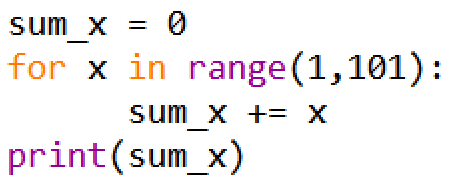 sum_x = 0
for x in range(1,101):
      sum_x += x
print(sum_x)